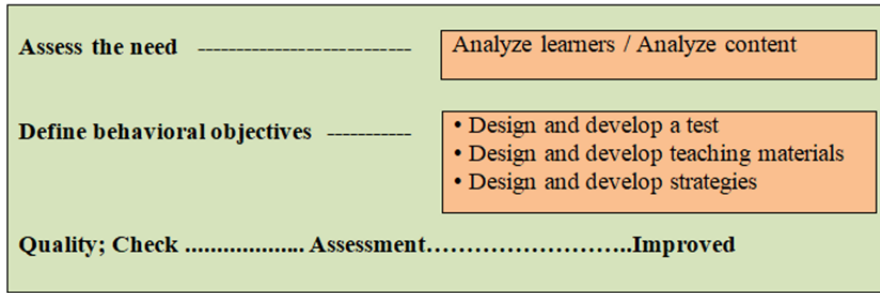 Assess the need --------------------------- Analyze learners / Analyze content
Define behavioral objectives ----------- • Design and develop a test
• Design and develop teaching materials
• Design and develop strategies
Quality; Check ................... Assessment……………………..Improved